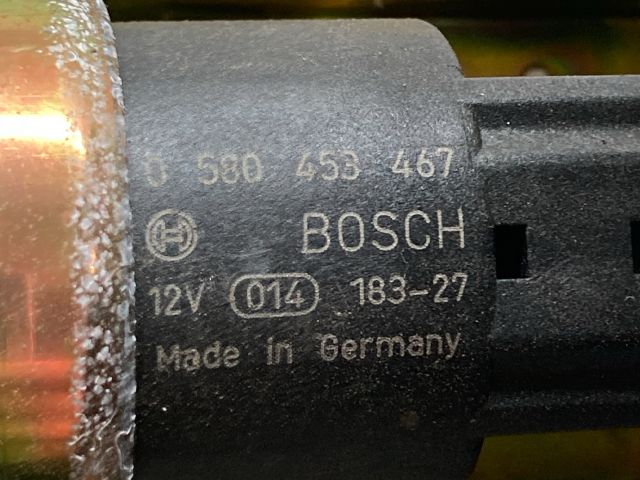 0 580 453 467
BOSCH
12V 014 183-27
Made in Germany